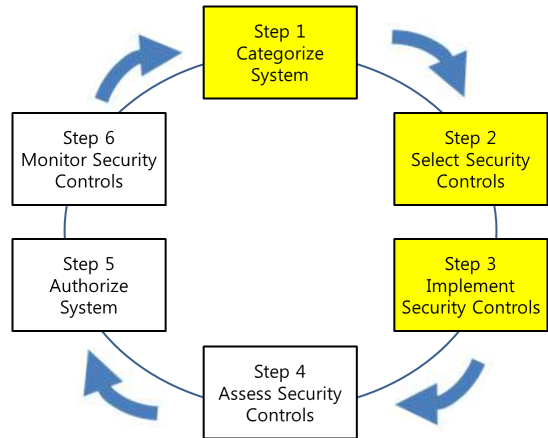 Step 1
Categorize
System
Step 2
Select Security
Controls
Step 3
Implement
Security Controls
Step 4
Assess Security
Controls
Step 5
Authorize
System
Step 6
Monitor Security
Controls